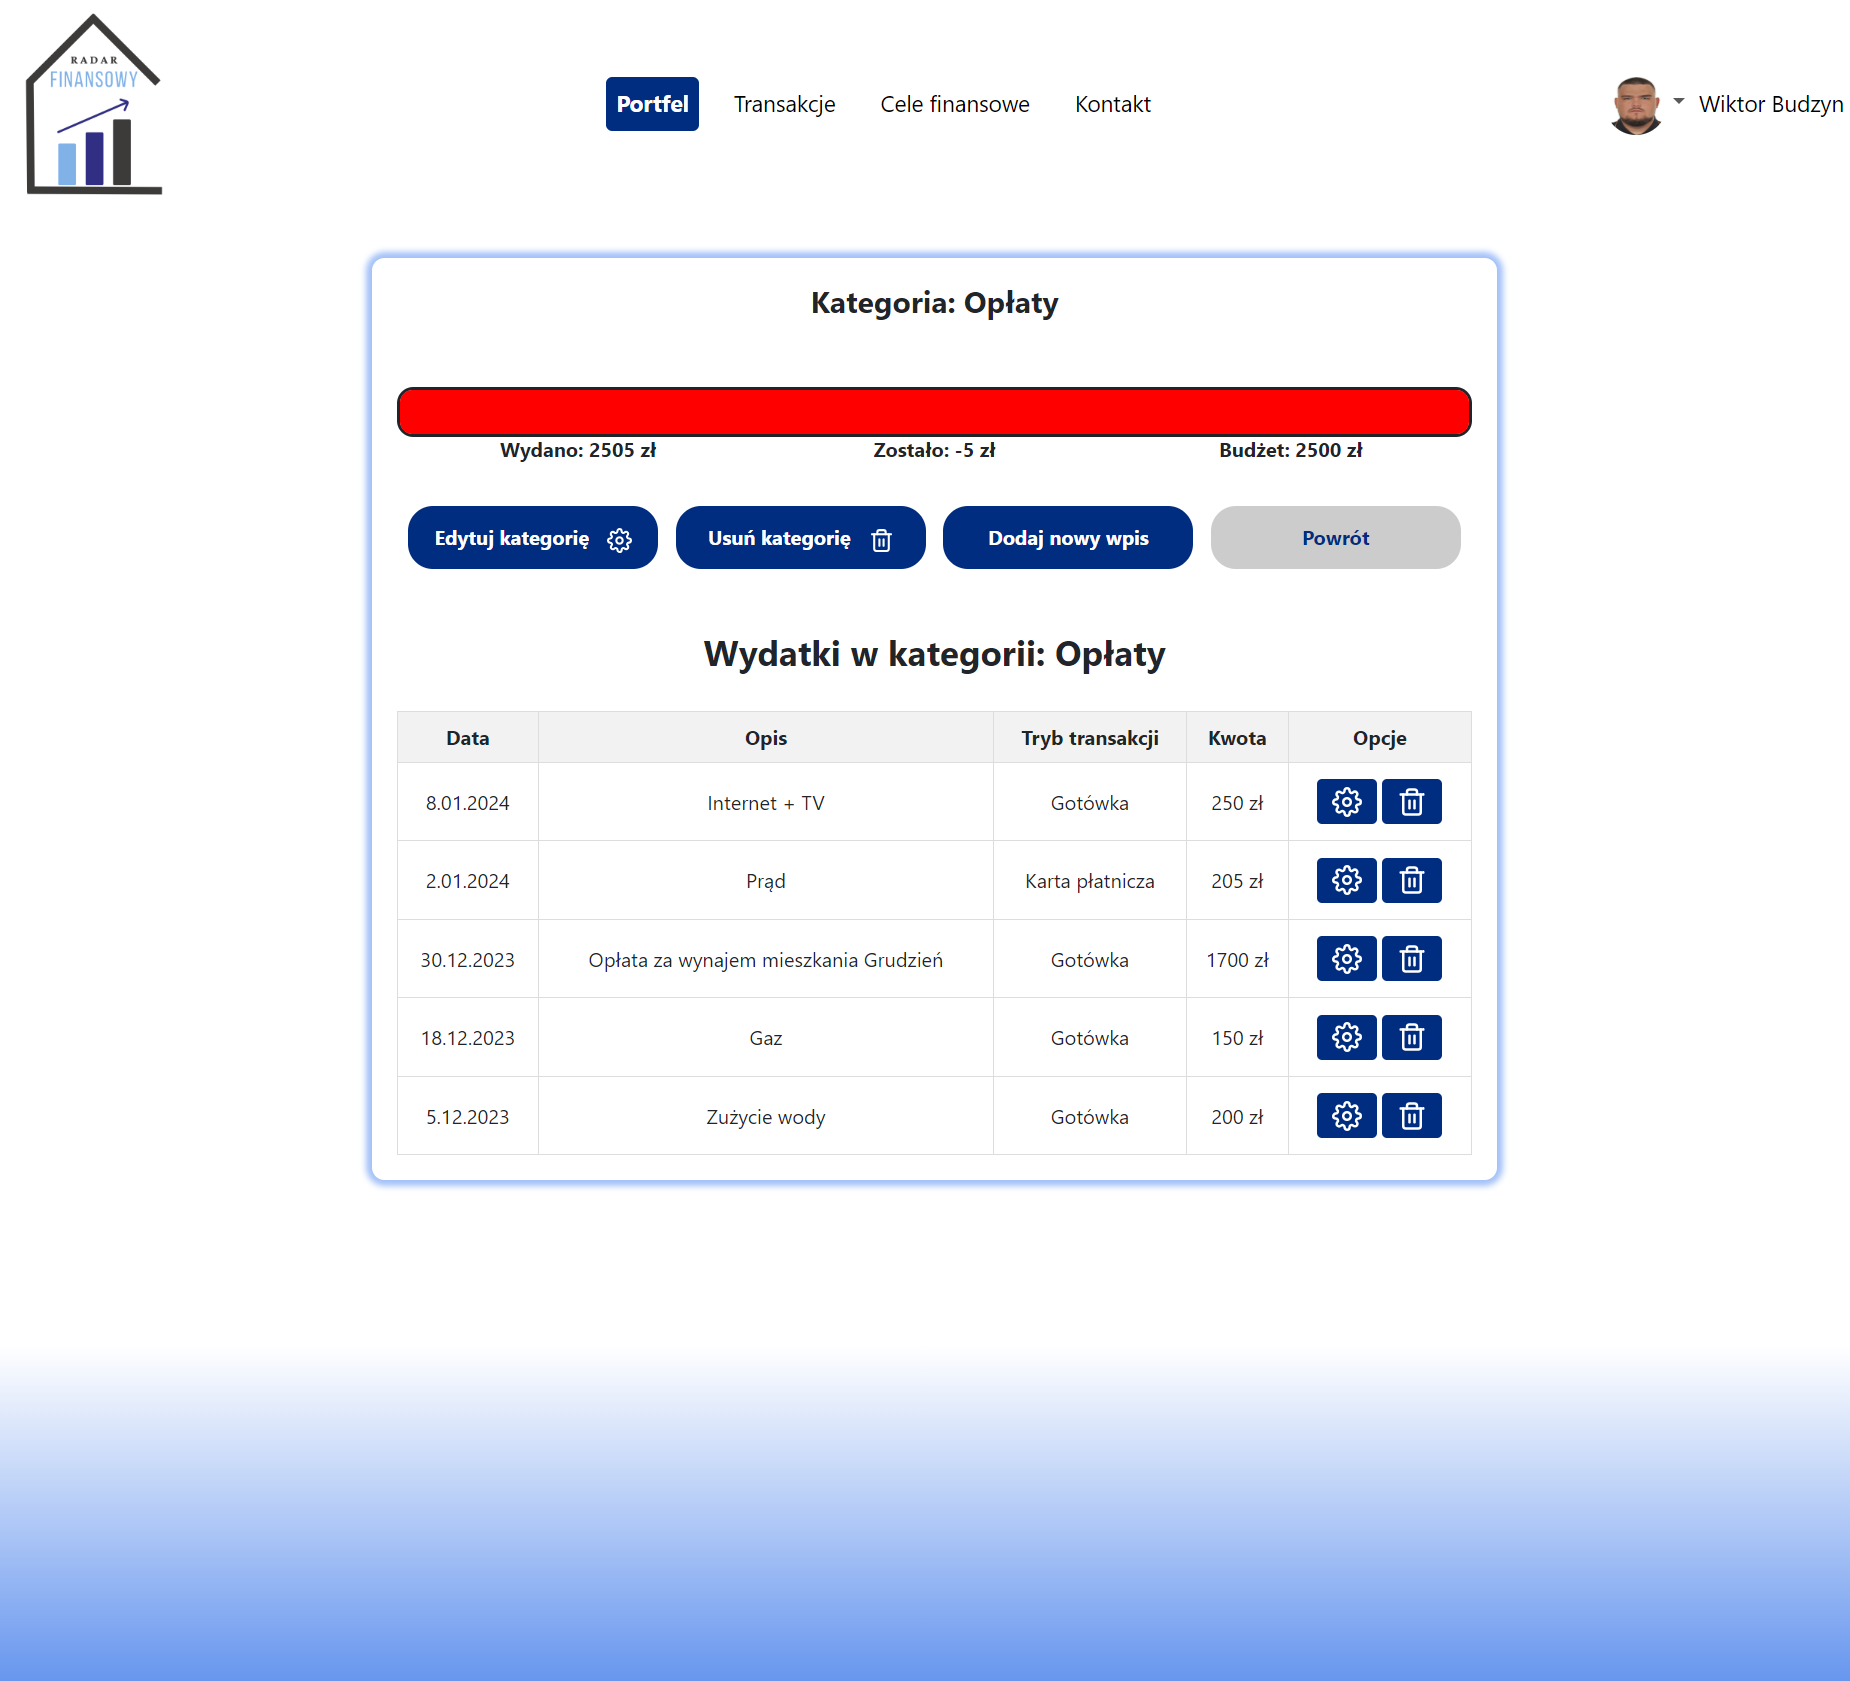 RADAR
FINANSOWY
Portfel Transakcje Cele finansowe Kontakt Wiktor Budzyn
Kategoria: Opłaty
Wydano: 2505 zł Zostało: -5 zł Budżet: 2500 zł
Edytuj kategorię Usuń kategorię Dodaj nowy wpis Powrót
Wydatki w kategorii: Opłaty
Data Opis Tryb transakcji Kwota Opcje
8.01.2024 Internet + TV Gotówka 250 zł
2.01.2024 Prąd Karta płatnicza 205 zł
30.12.2023 Opłata za wynajem mieszkania Grudzień Gotówka 1700 zł
18.12.2023 Gaz Gotówka 150 zł
5.12.2023 Zużycie wody Gotówka 200 zł